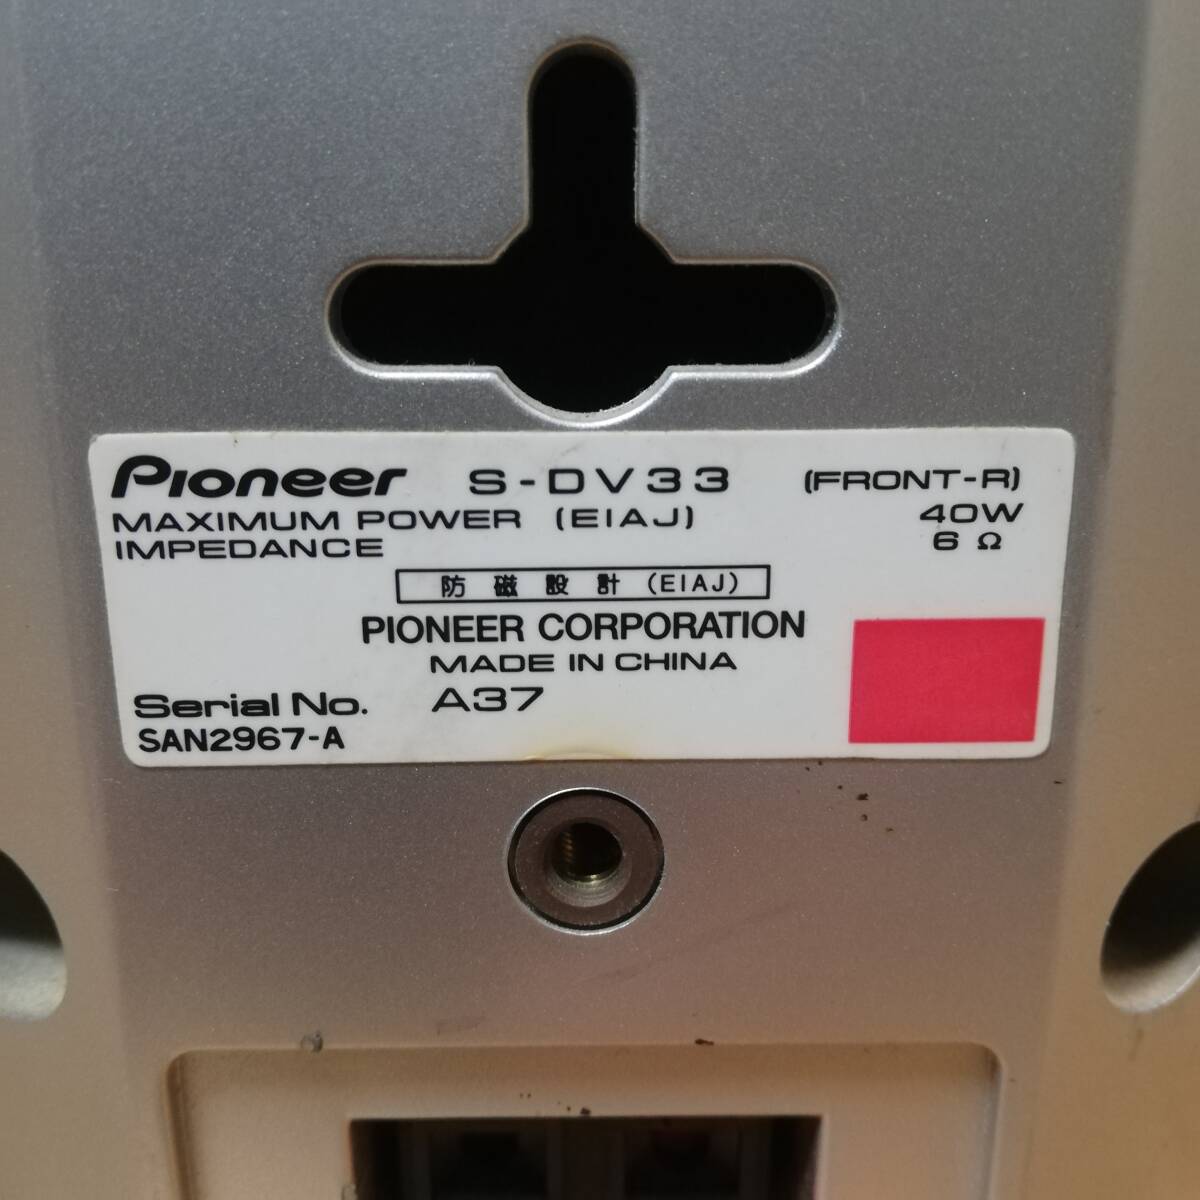 Pioneer S-DV33 (FRONT-R)
MAXIMUM POWER (EIAJ) 40W
IMPEDANCE 6 Ω
防磁設計(EIAJ)
PIONEER CORPORATION
MADE IN CHINA
Serial No. A37
SAN2967-A